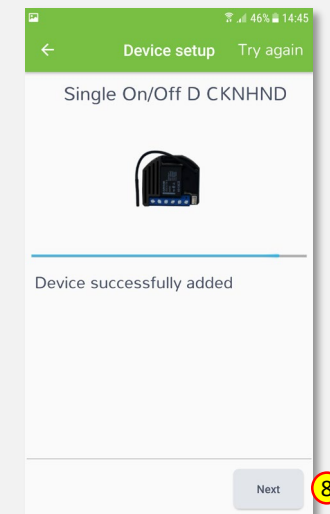 46% 14:45
Device setup Try again
Single On/Off D CKNHND
Device successfully added
Next 8